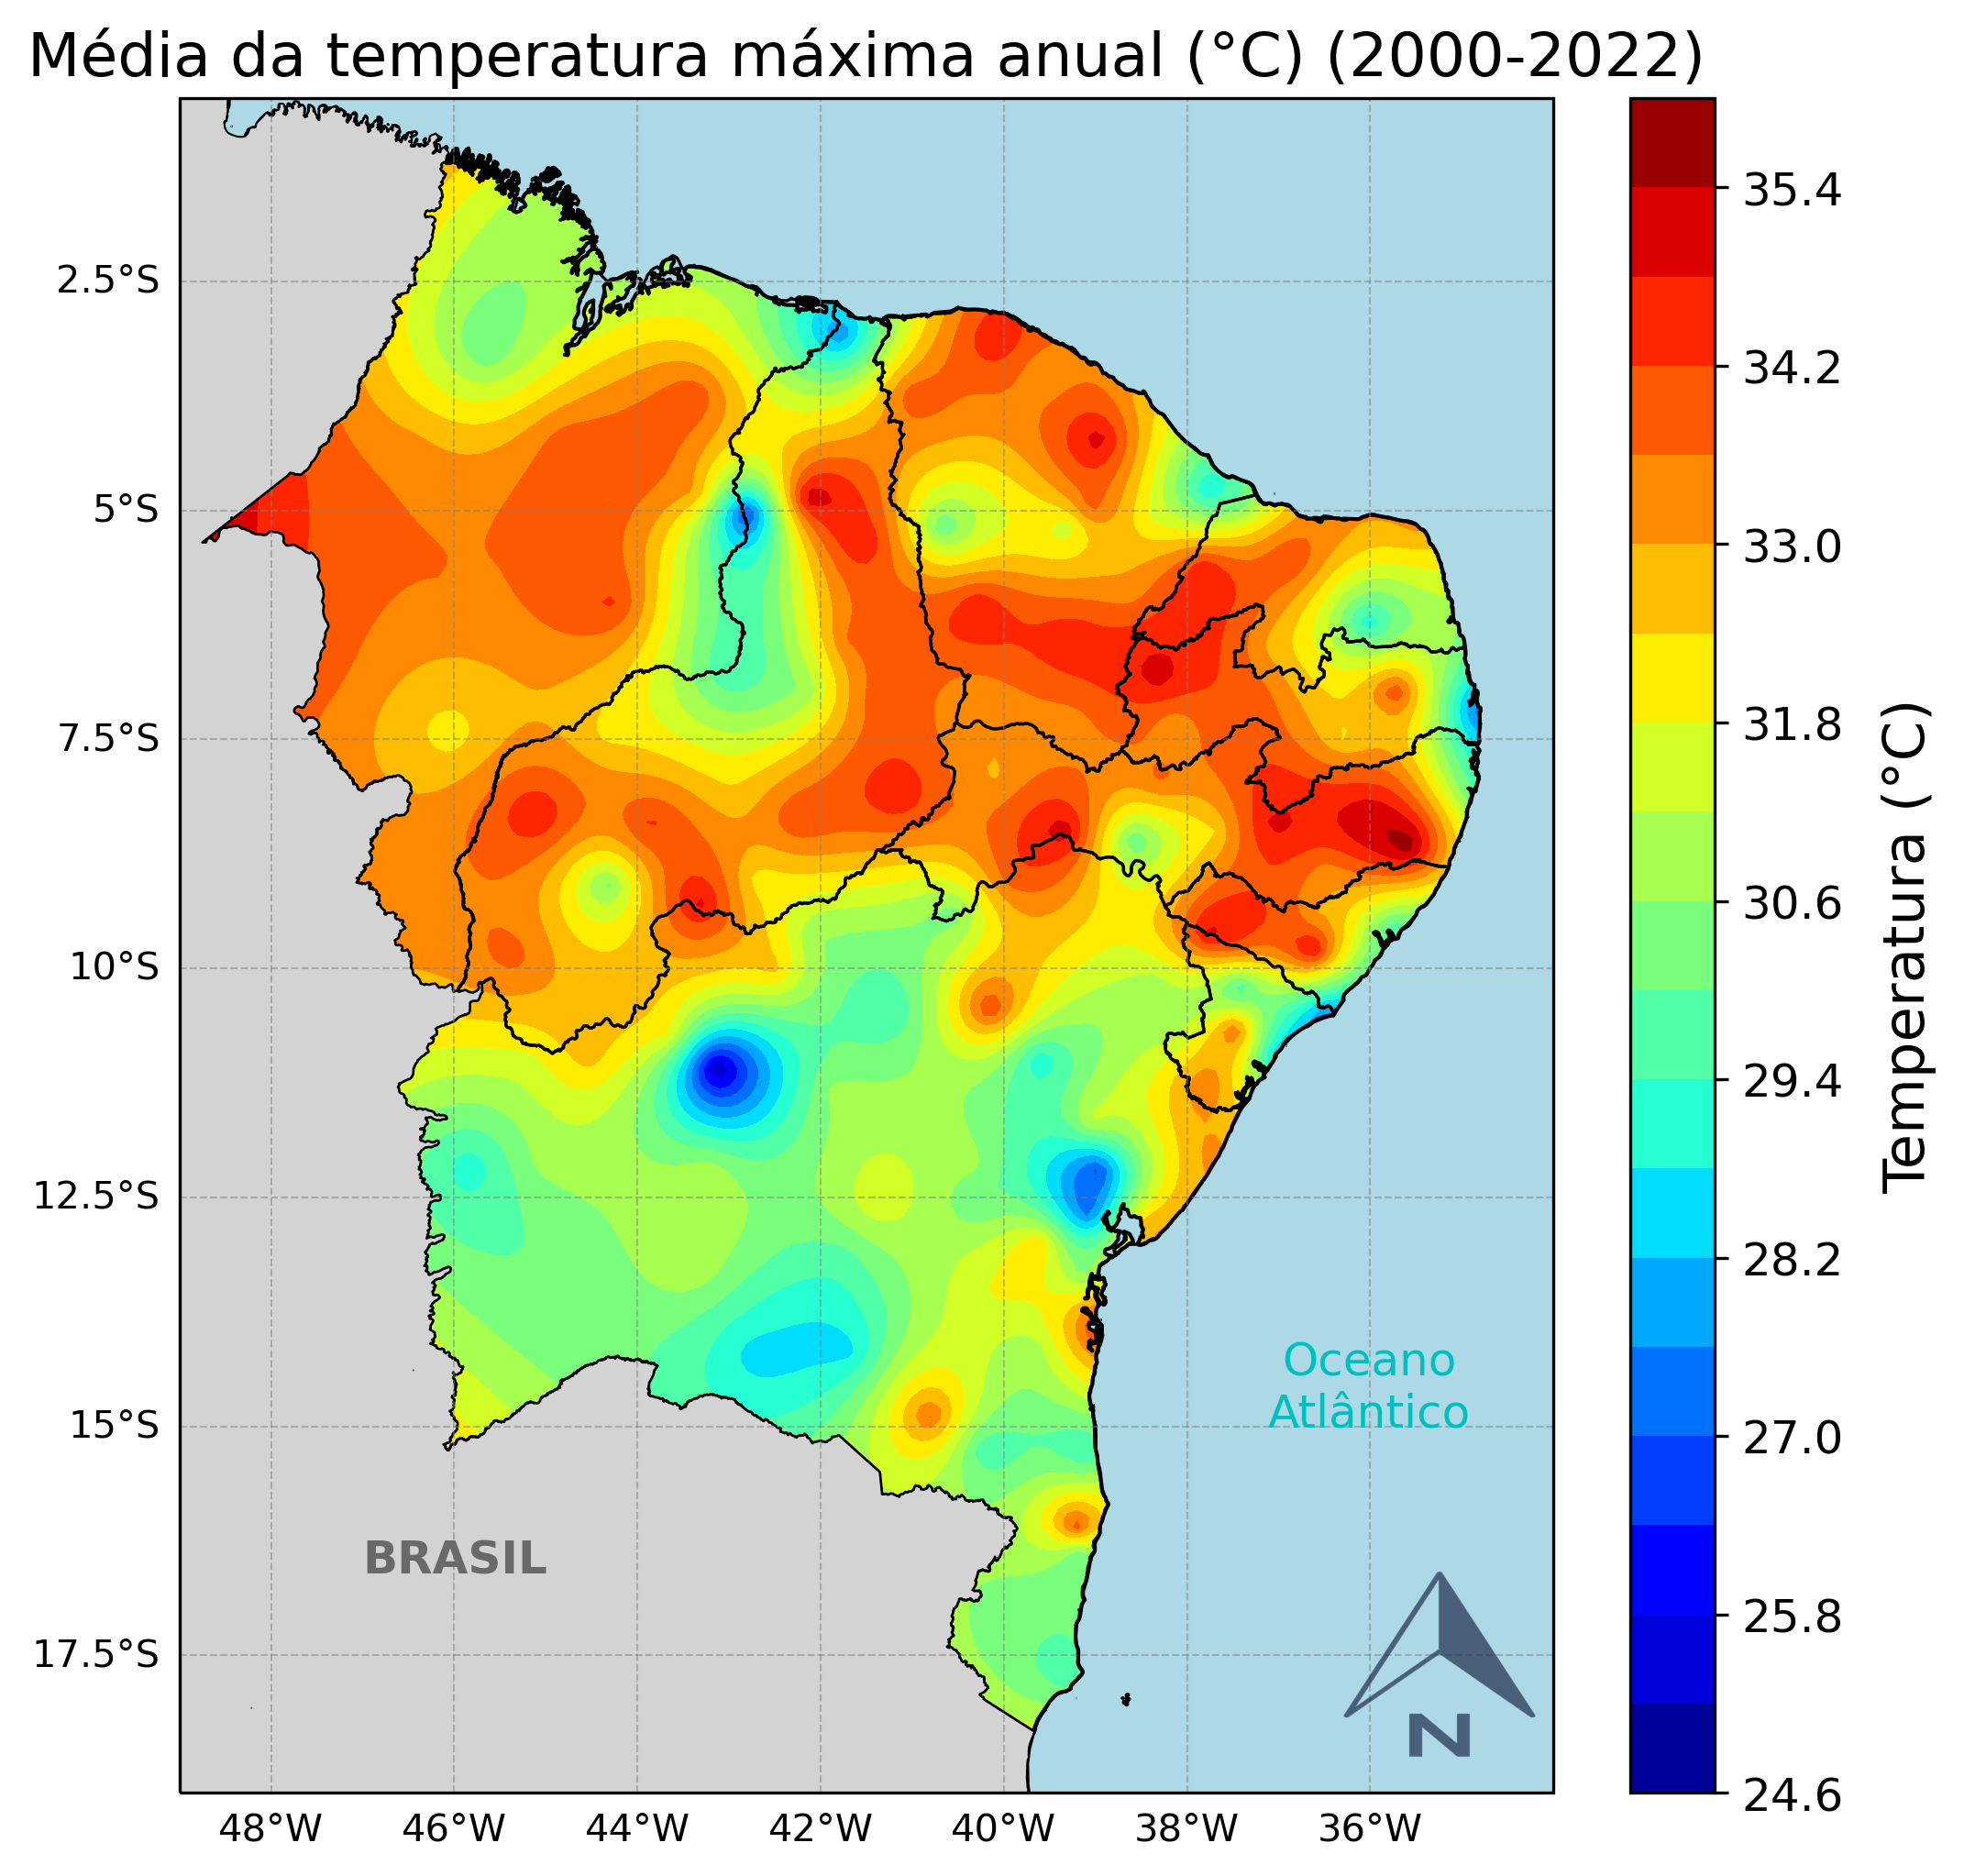 Média da temperatura máxima anual (°C) (2000-2022)
2.5°S
5°S
7.5°S
10°S
12.5°S
15°S
17.5°S
48°W
46°W
44°W
42°W
40°W
38°W
36°W
BRASIL
Oceano
Atlântico
N
35.4
34.2
33.0
31.8
30.6
29.4
28.2
27.0
25.8
24.6
Temperatura (°C)